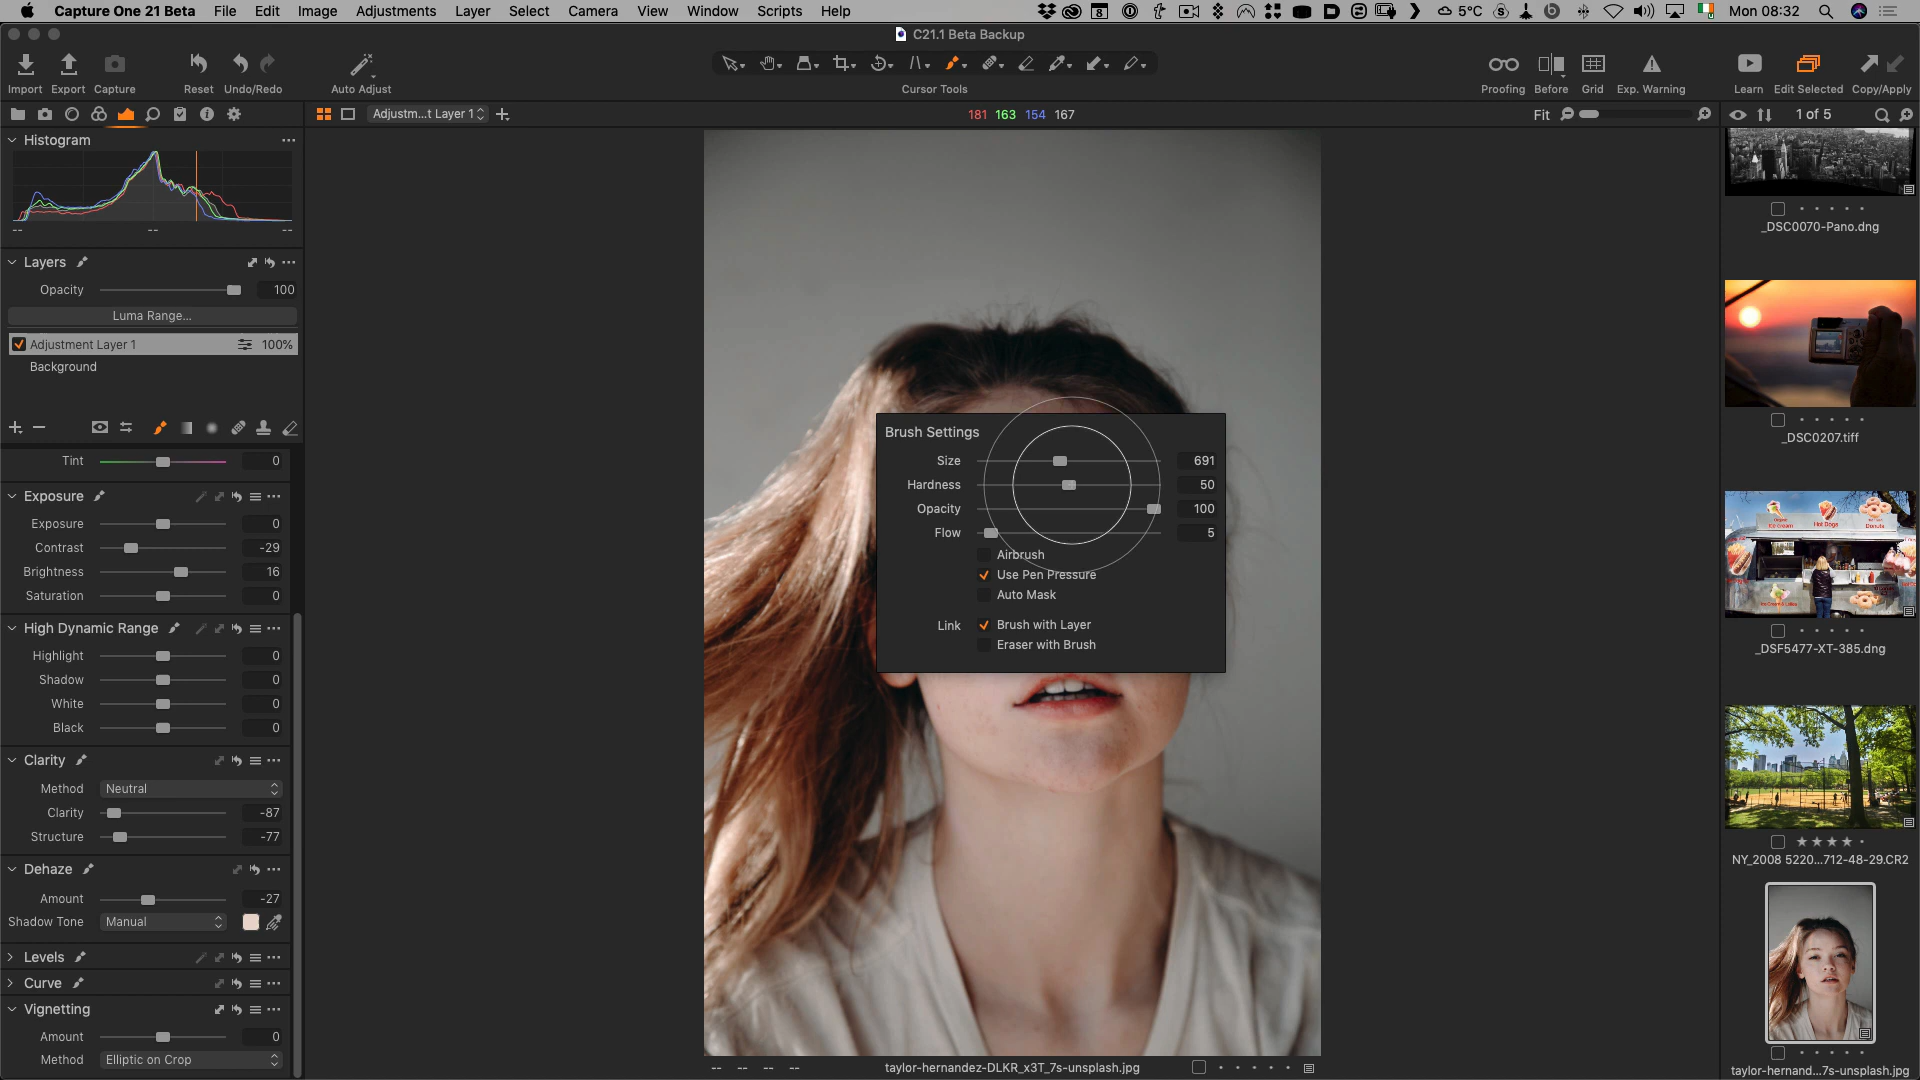 Capture One 21 Beta File Edit Image Adjustments Layer Select Camera View Window Scripts Help 5°C Mon 08:32
C21.1 Beta Backup
Import Export Capture Reset Undo/Redo Auto Adjust Cursor Tools Proofing Before Grid Exp. Warning Learn Edit Selected Copy/Apply
Adjustm...t Layer 1 181 163 154 167 Fit 1 of 5
Histogram
-- -- --
Layers
Opacity 100
Luma Range...
Adjustment Layer 1 100%
Background
Tint 0
Exposure
Exposure 0
Contrast -29
Brightness 16
Saturation 0
High Dynamic Range
Highlight 0
Shadow 0
White 0
Black 0
Clarity
Method Neutral
Clarity -87
Structure -77
Dehaze
Amount -27
Shadow Tone Manual
Levels
Curve
Vignetting
Amount 0
Method Elliptic on Crop
Brush Settings
Size 691
Hardness 50
Opacity 100
Flow 5
Airbrush
Use Pen Pressure
Auto Mask
Link Brush with Layer
Eraser with Brush
-- -- -- -- taylor-hernandez-DLKR_x3T_7s-unsplash.jpg
_DSC0070-Pano.dng
_DSC0207.tiff
Ice Cream Hot Dogs Donuts
_DSF5477-XT-385.dng
NY_2008 5220...712-48-29.CR2
taylor-hernand...7s-unsplash.jpg